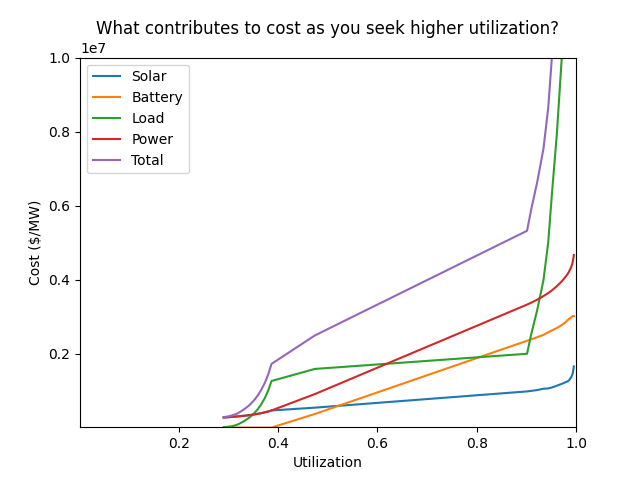 What contributes to cost as you seek higher utilization?
1e7
Solar
Battery
Load
Power
Total
Cost ($/MW)
1.0
0.8
0.6
0.4
0.2
0.2 0.4 0.6 0.8 1.0
Utilization